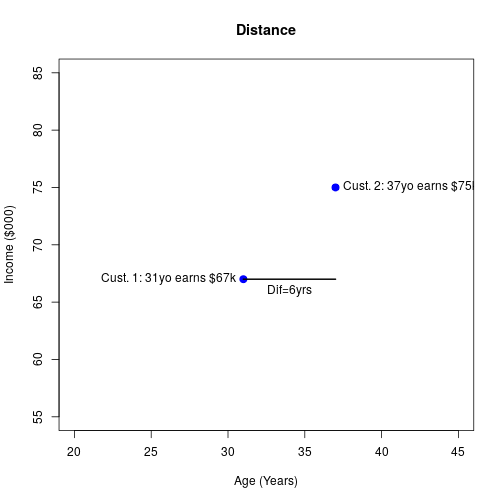 Distance
85
80
75
70
65
60
55
Income ($000)
Cust. 2: 37yo earns $75
Cust. 1: 31yo earns $67k
Dif=6yrs
20 25 30 35 40 45
Age (Years)